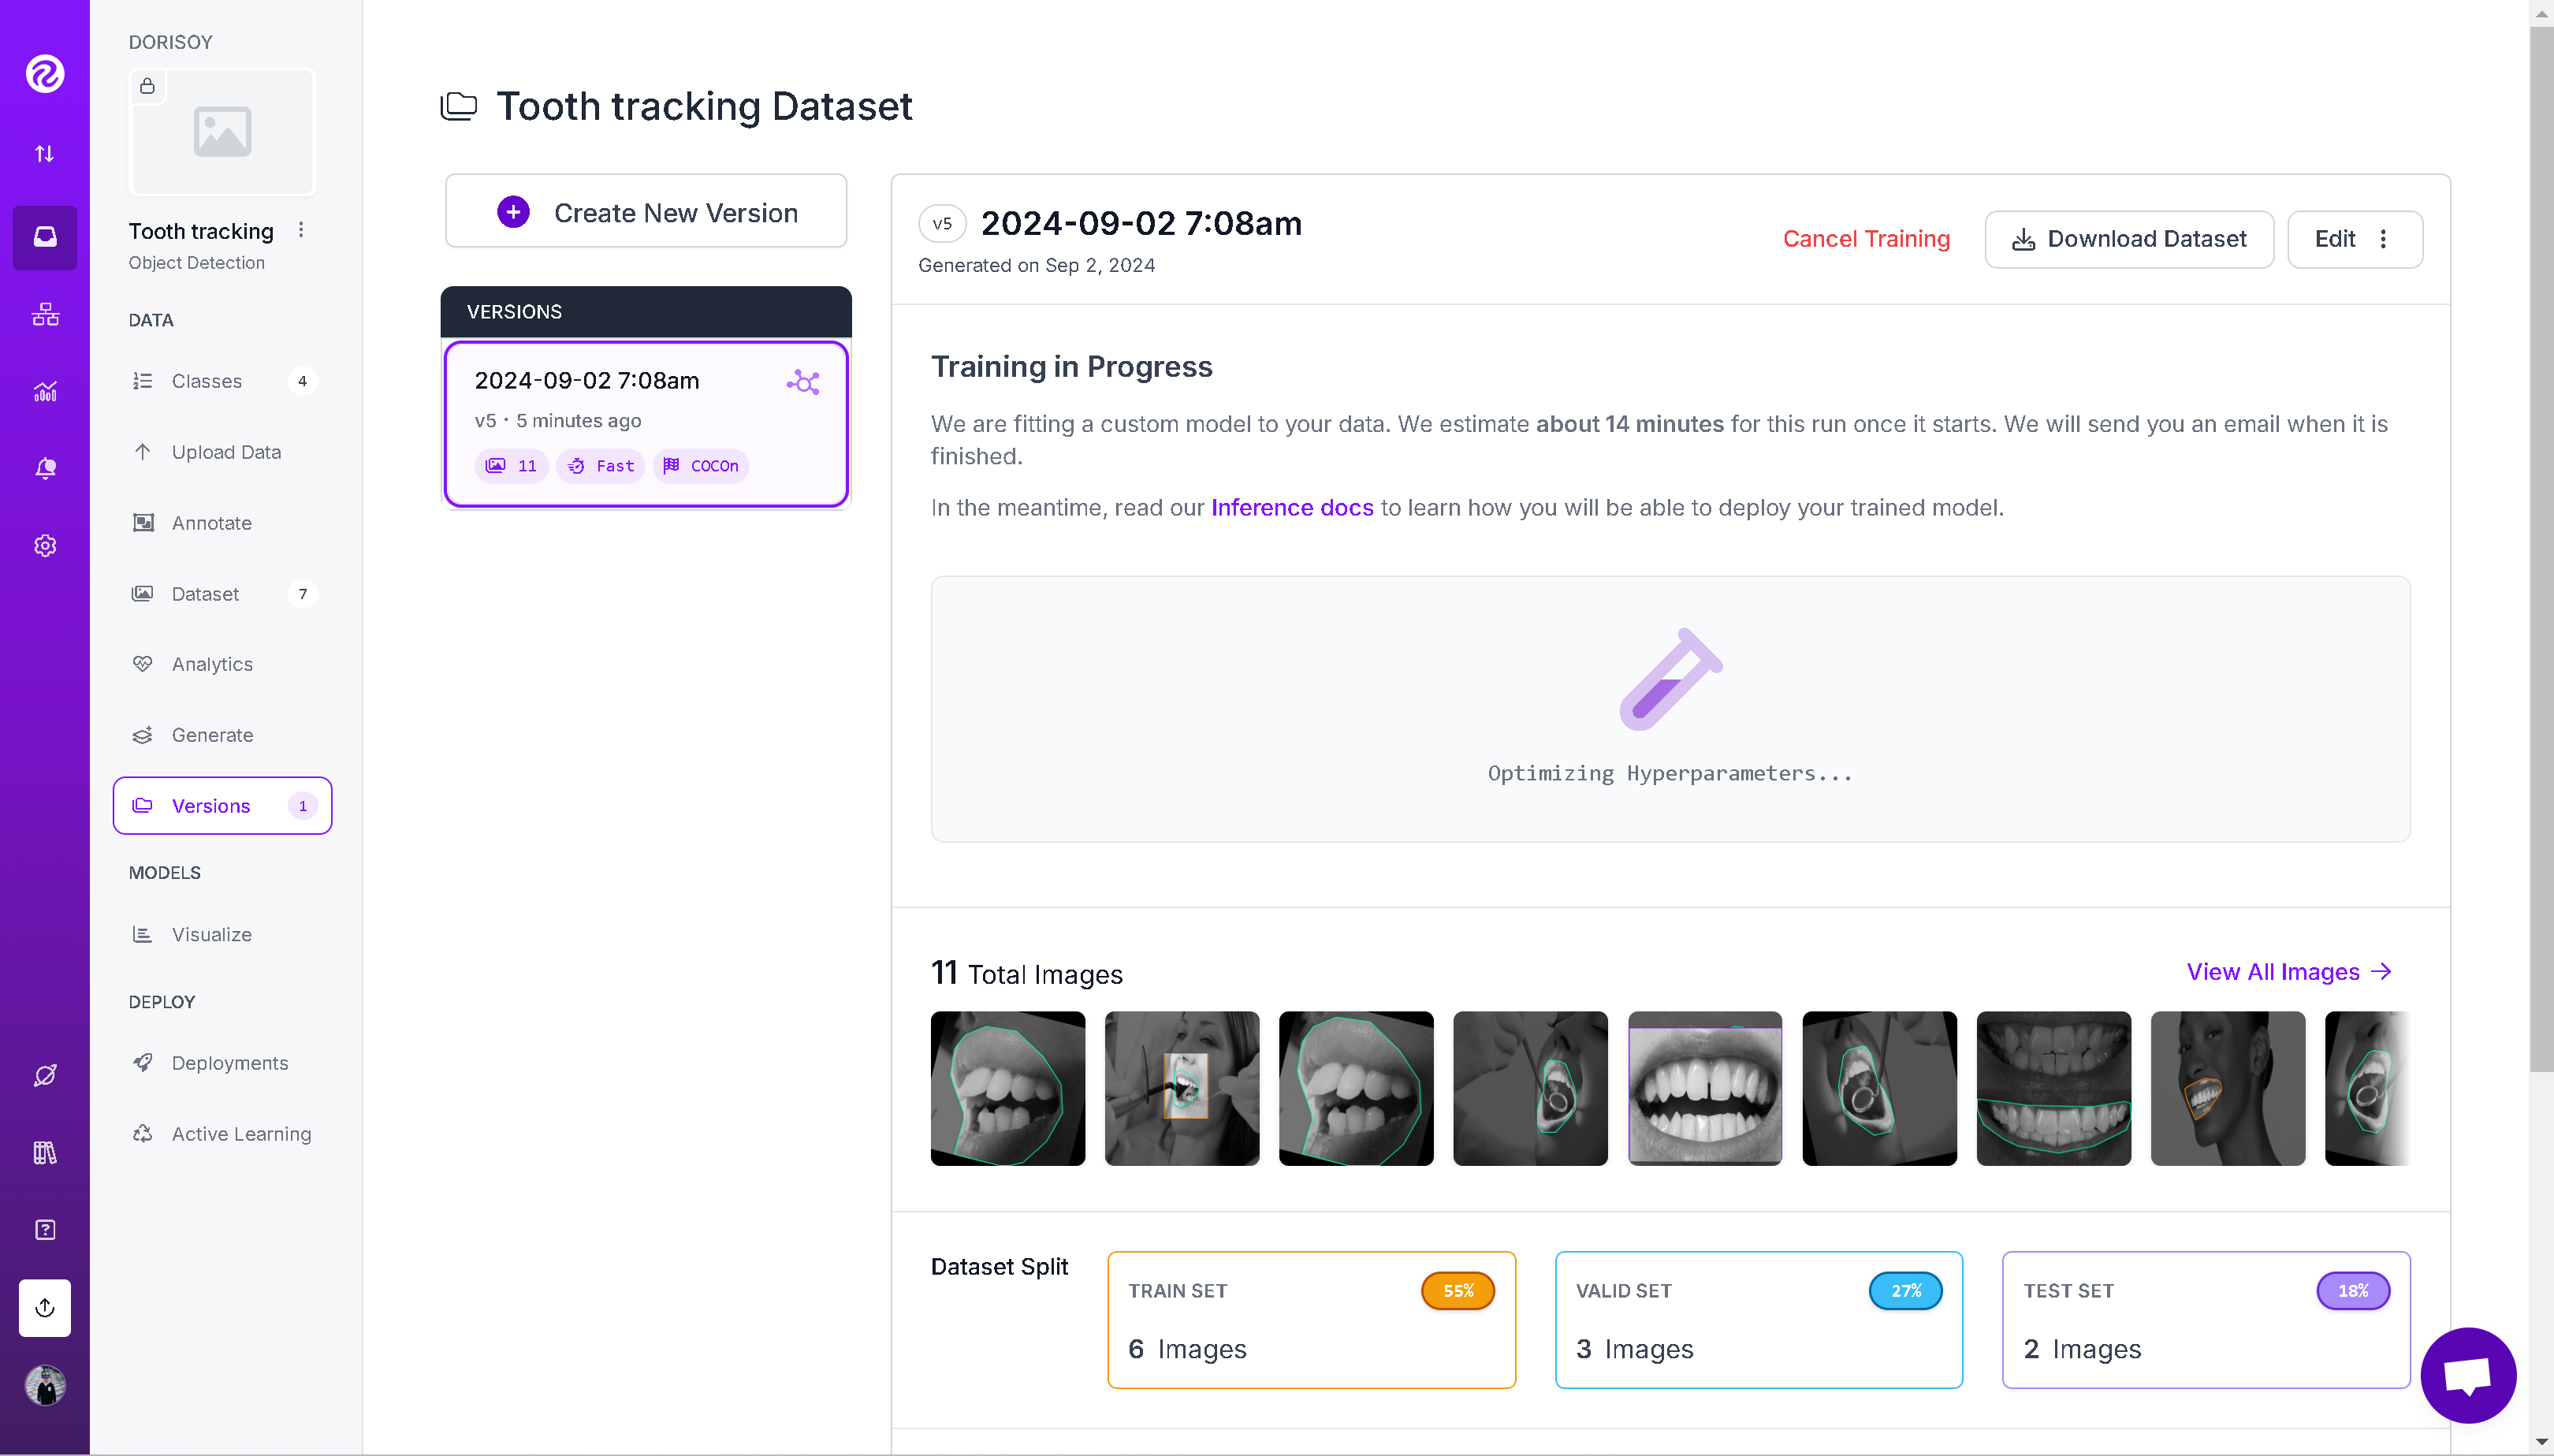 DORISOY
Tooth tracking
Object Detection
DATA
Classes 4
Upload Data
Annotate
Dataset 7
Analytics
Generate
Versions 1
MODELS
Visualize
DEPLOY
Deployments
Active Learning
Tooth tracking Dataset
Create New Version
VERSIONS
2024-09-02 7:08am
v5 · 5 minutes ago
11 Fast COCOn
v5 2024-09-02 7:08am
Generated on Sep 2, 2024
Cancel Training
Download Dataset
Edit
Training in Progress
We are fitting a custom model to your data. We estimate about 14 minutes for this run once it starts. We will send you an email when it is
finished.
In the meantime, read our Inference docs to learn how you will be able to deploy your trained model.
Optimizing Hyperparameters...
11 Total Images
View All Images →
Dataset Split
TRAIN SET 55%
6 Images
VALID SET 27%
3 Images
TEST SET 18%
2 Images